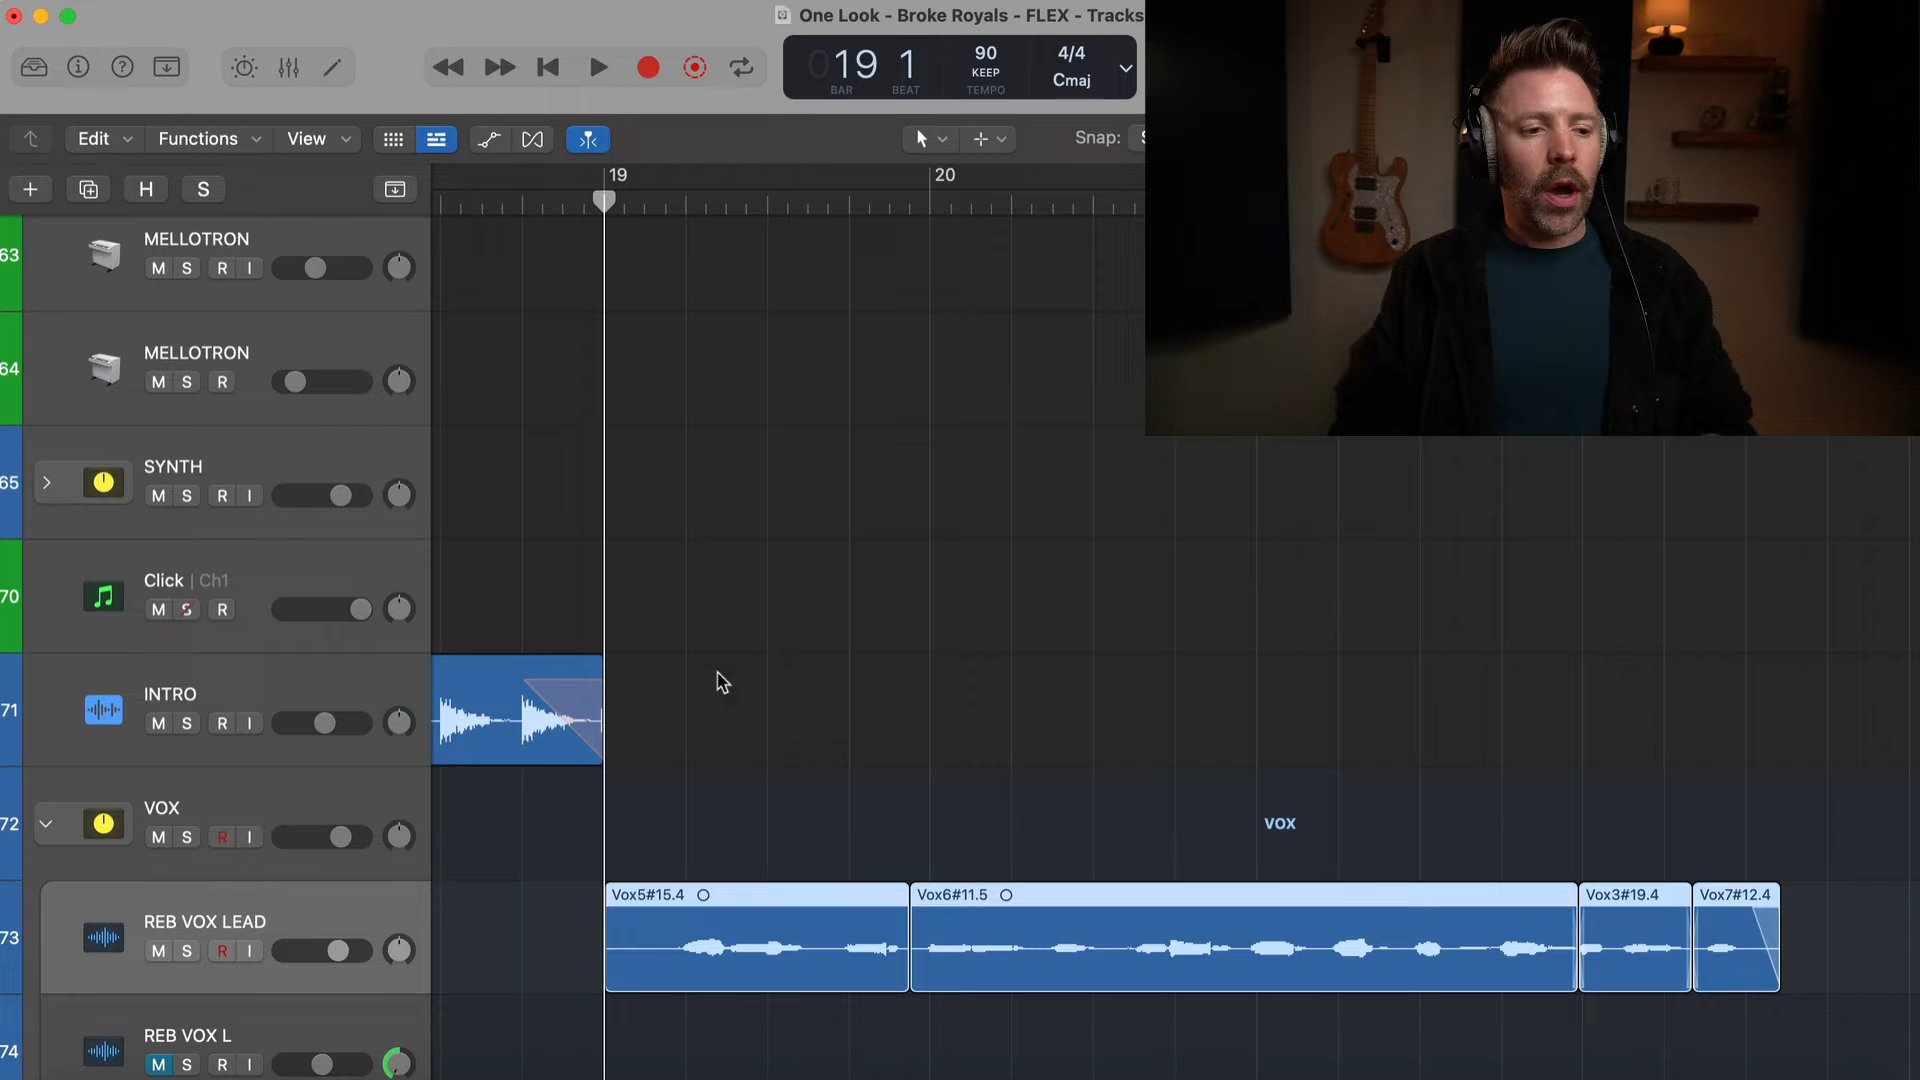 One Look - Broke Royals - FLEX - Tracks
19 1
BAR BEAT
90
KEEP
TEMPO
4/4
Cmaj
Edit Functions View
Snap:
H S
19 20
63 MELLOTRON
M S R I
64 MELLOTRON
M S R
65 SYNTH
M S R I
70 Click | Ch1
M S R
71 INTRO
M S R I
72 VOX
M S R I
VOX
73 REB VOX LEAD
M S R I
Vox5#15.4 Vox6#11.5 Vox3#19.4 Vox7#12.4
74 REB VOX L
M S R I